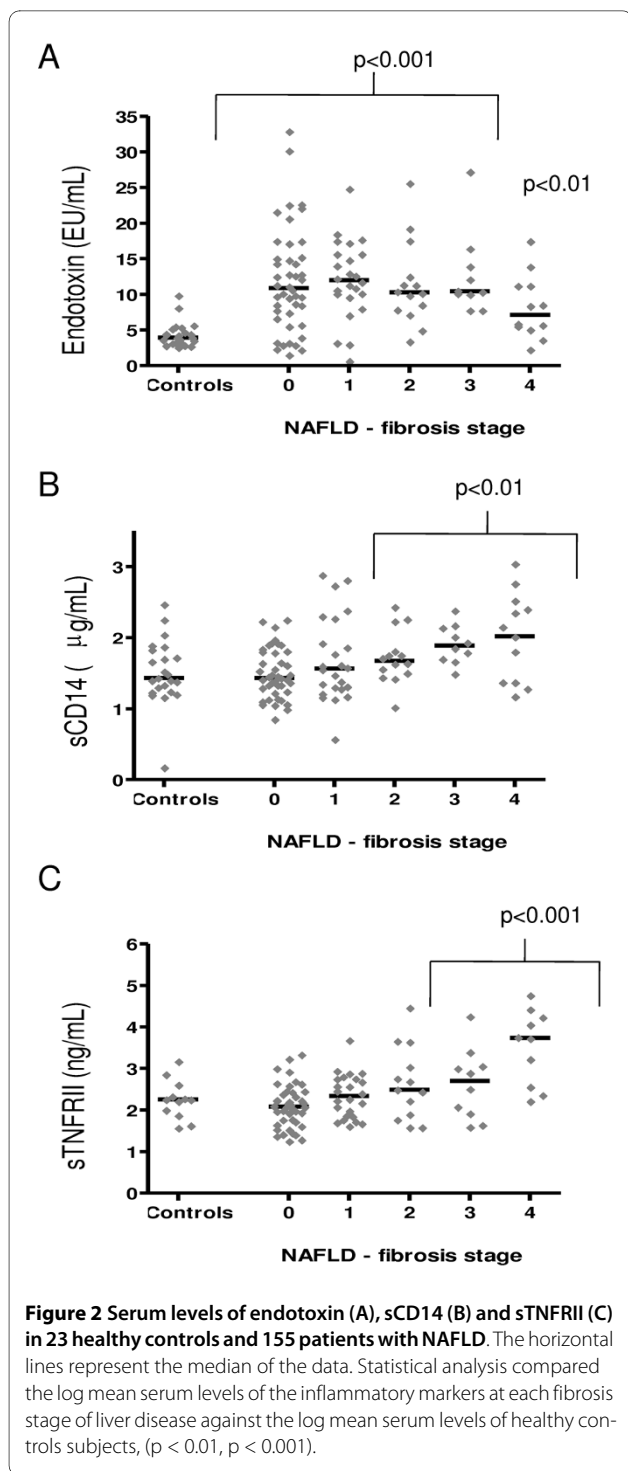 A
p<0.001
35
30
p<0.01
25
20
15
10
5
0
Endotoxin (EU/mL)
Controls 0 1 2 3 4
NAFLD - fibrosis stage
B
p<0.01
3
2
1
0
sCD14 ( μg/mL)
Controls 0 1 2 3 4
NAFLD - fibrosis stage
C
p<0.001
6
5
4
3
2
1
0
sTNFRII (ng/mL)
Controls 0 1 2 3 4
NAFLD - fibrosis stage
Figure 2 Serum levels of endotoxin (A), sCD14 (B) and sTNFRII (C)
in 23 healthy controls and 155 patients with NAFLD. The horizontal
lines represent the median of the data. Statistical analysis compared
the log mean serum levels of the inflammatory markers at each fibrosis
stage of liver disease against the log mean serum levels of healthy con-
trols subjects, (p < 0.01, p < 0.001).